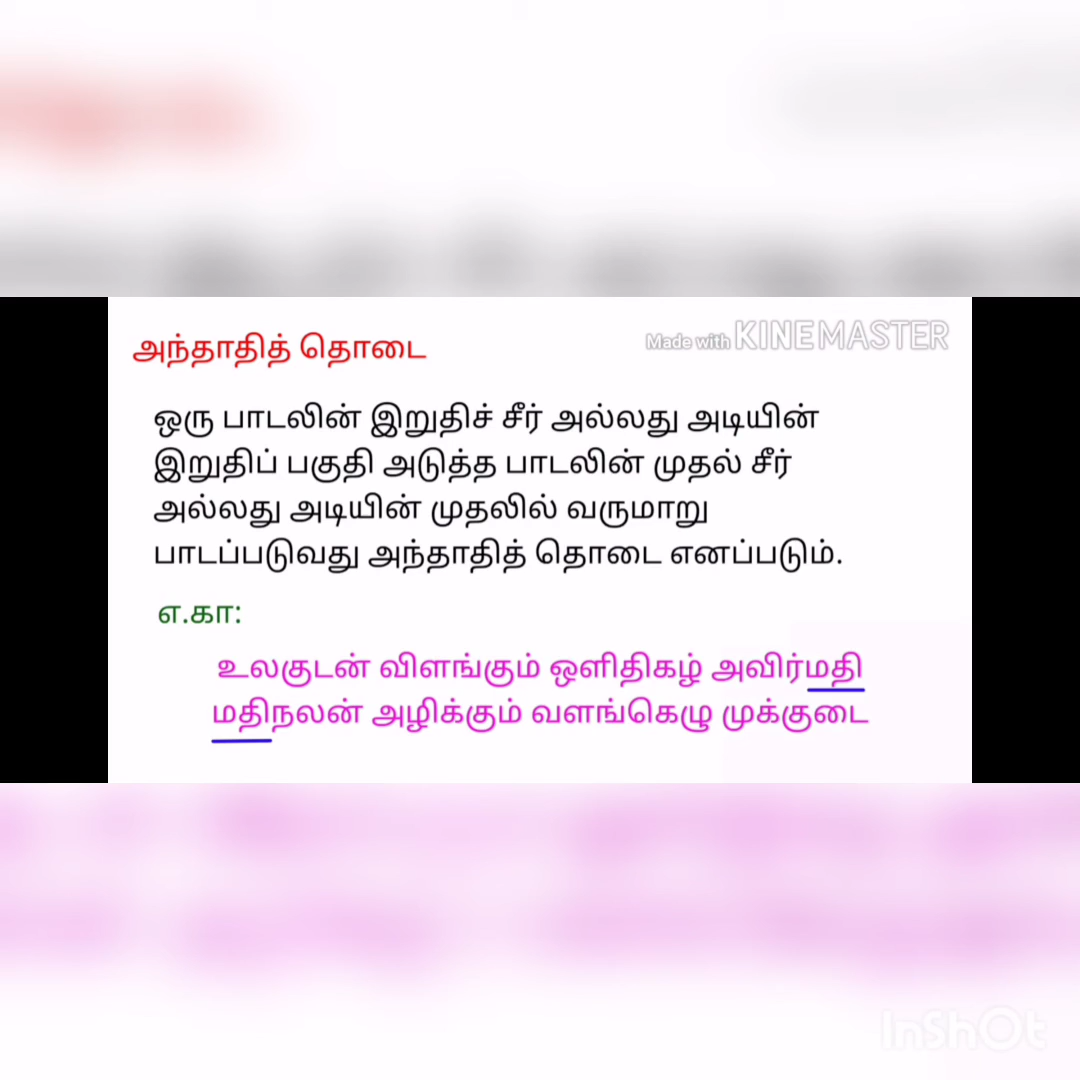 அந்தாதித் தொடை
Made with KINEMASTER
ஒரு பாடலின் இறுதிச் சீர் அல்லது அடியின்
இறுதிப் பகுதி அடுத்த பாடலின் முதல் சீர்
அல்லது அடியின் முதலில் வருமாறு
பாடப்படுவது அந்தாதித் தொடை எனப்படும்.
எ.கா:
உலகுடன் விளங்கும் ஒளிதிகழ் அவிர்மதி
மதிநலன் அழிக்கும் வளங்கெழு முக்குடை
InShOt